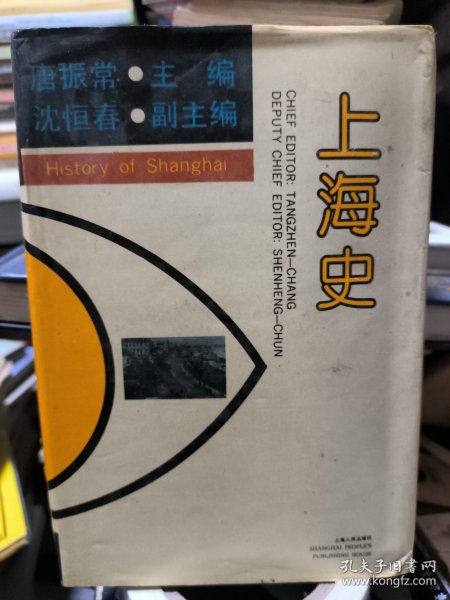 唐振常·主编
沈恒春·副主编
History of Shanghai
上海史
CHIEF EDITOR: TANGZHEN—CHANG
DEPUTY CHIEF EDITOR: SHENHENG—CHUN
上海人民出版社
SHANGHAI PEOPLE'S
PUBLISHING HOUSE
孔夫子旧书网
www.kongfz.com